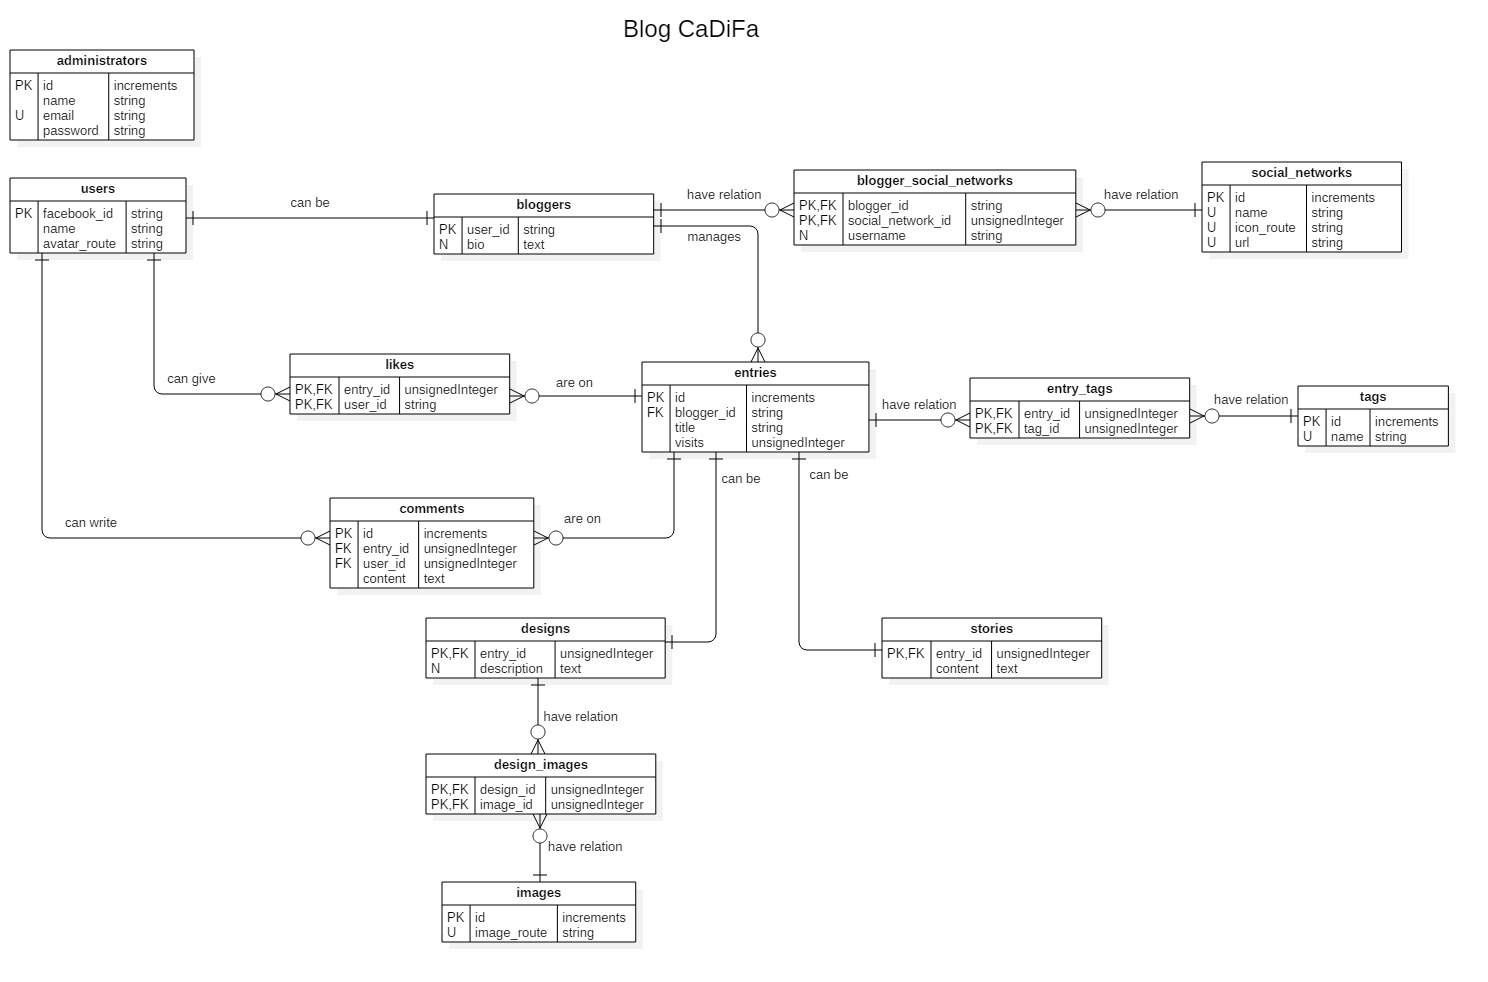 Blog CaDiFa
administrators
PK id increments
name string
U email string
password string
users
PK facebook_id string
name string
avatar_route string
can be
bloggers
PK user_id string
N bio text
have relation
manages
blogger_social_networks
PK,FK blogger_id string
PK,FK social_network_id unsignedInteger
N username string
have relation
social_networks
PK id increments
U name string
U icon_route string
U url string
can give
likes
PK,FK entry_id unsignedInteger
PK,FK user_id string
are on
entries
PK id increments
FK blogger_id string
title string
visits unsignedInteger
have relation
entry_tags
PK,FK entry_id unsignedInteger
PK,FK tag_id unsignedInteger
have relation
tags
PK id increments
U name string
can write
comments
PK id increments
FK entry_id unsignedInteger
FK user_id unsignedInteger
content text
are on
can be
can be
designs
PK,FK entry_id unsignedInteger
N description text
stories
PK,FK entry_id unsignedInteger
content text
have relation
design_images
PK,FK design_id unsignedInteger
PK,FK image_id unsignedInteger
have relation
images
PK id increments
U image_route string